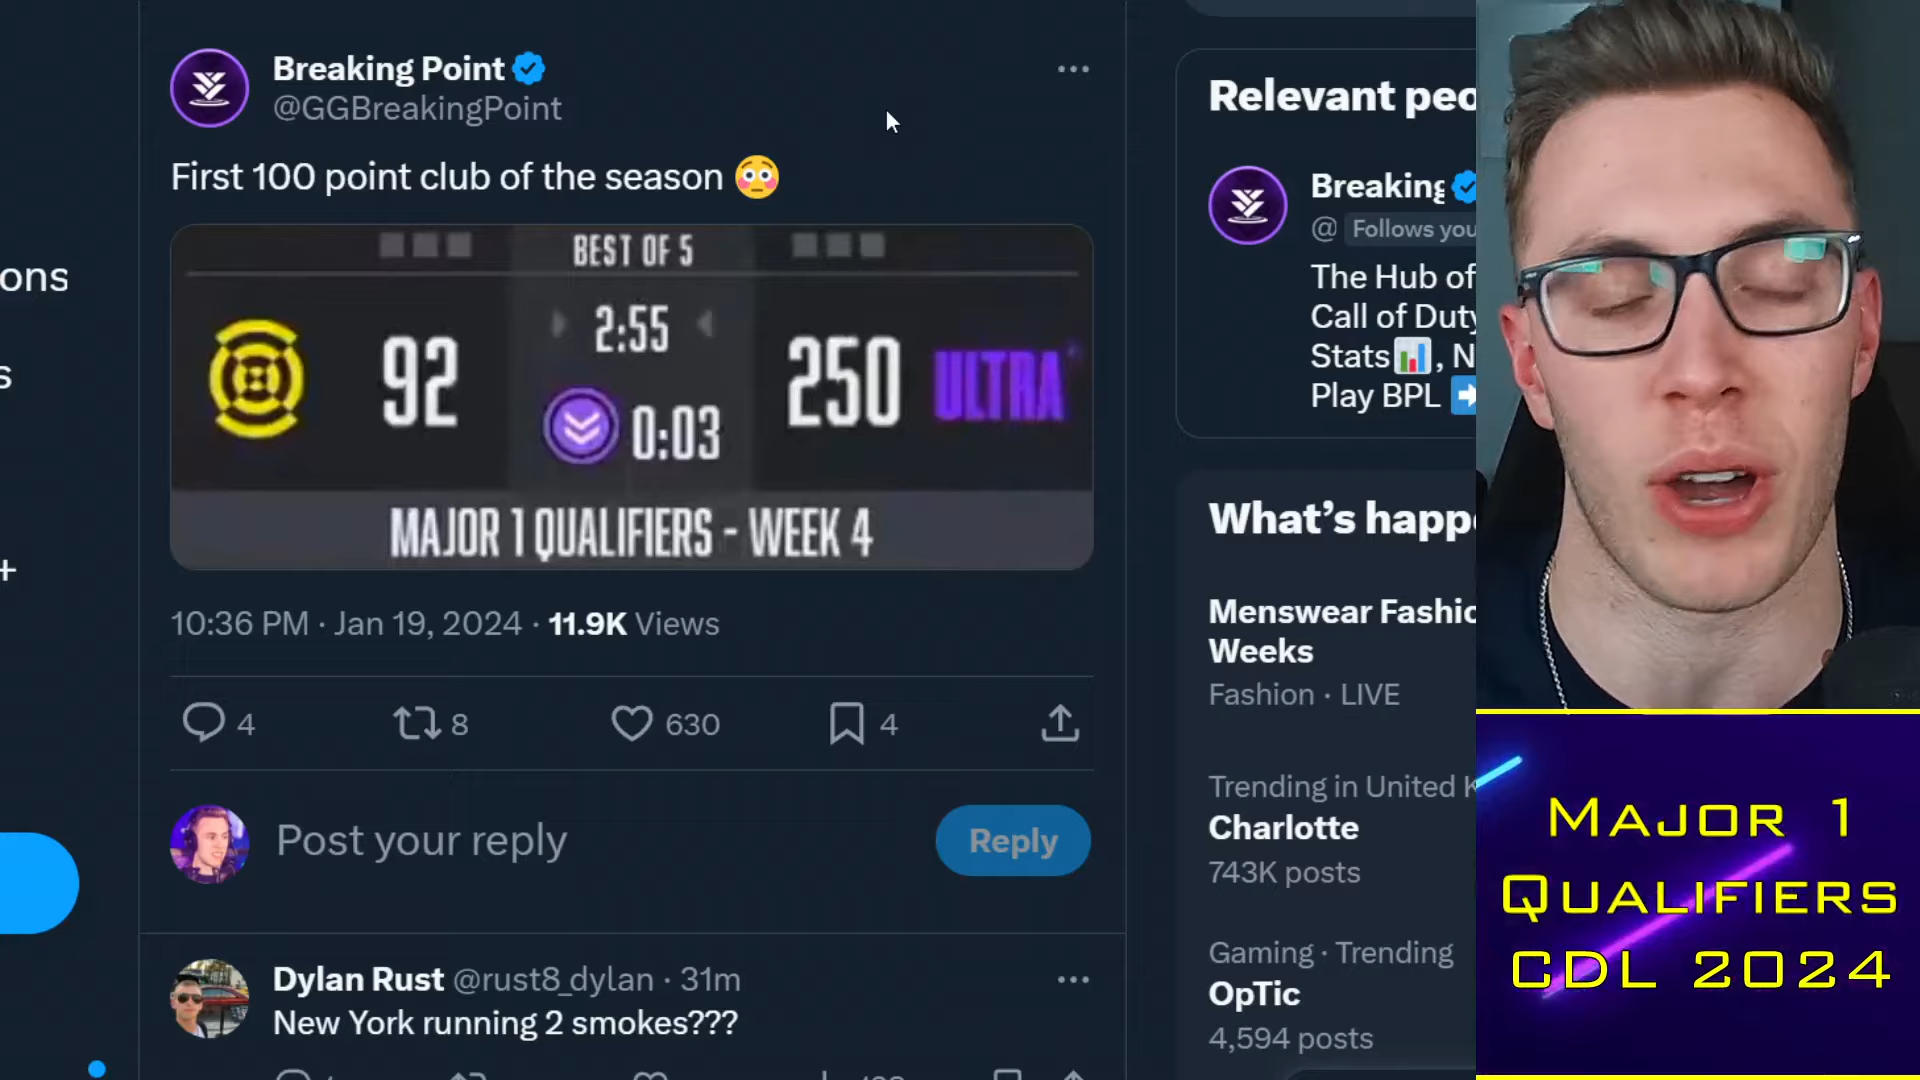 Breaking Point
@GGBreakingPoint
First 100 point club of the season 😳
BEST OF 5
2:55
92
250
ULTRA
0:03
MAJOR 1 QUALIFIERS - WEEK 4
10:36 PM · Jan 19, 2024 · 11.9K Views
4
8
630
4
Post your reply
Reply
Dylan Rust @rust8_dylan · 31m
New York running 2 smokes???
ons
s
+
Relevant peo
Breaking
@ Follows you
The Hub of
Call of Duty
Stats📊, N
Play BPL ➡
What's happe
Menswear Fashio
Weeks
Fashion · LIVE
Trending in United K
Charlotte
743K posts
Gaming · Trending
OpTic
4,594 posts
MAJOR 1
QUALIFIERS
CDL 2024